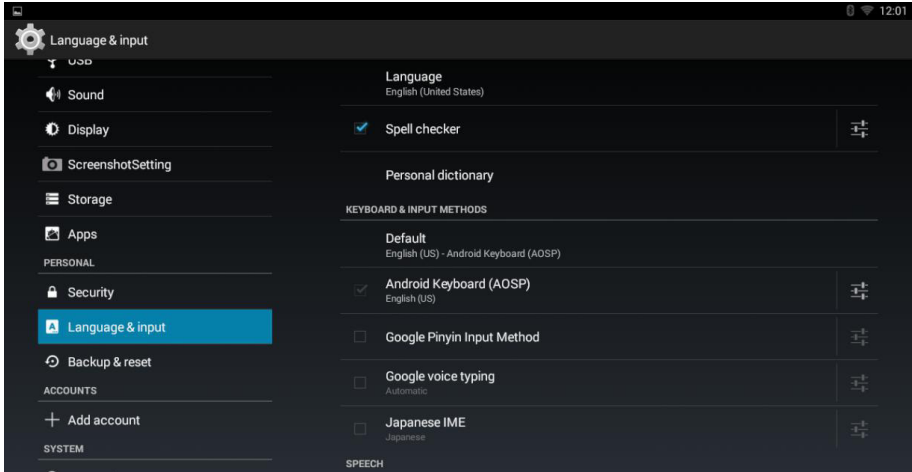 12:01
Language & input
USB
Sound
Display
ScreenshotSetting
Storage
Apps
PERSONAL
Security
Language & input
Backup & reset
ACCOUNTS
Add account
SYSTEM
Language
English (United States)
Spell checker
Personal dictionary
KEYBOARD & INPUT METHODS
Default
English (US) - Android Keyboard (AOSP)
Android Keyboard (AOSP)
English (US)
Google Pinyin Input Method
Google voice typing
Automatic
Japanese IME
Japanese
SPEECH